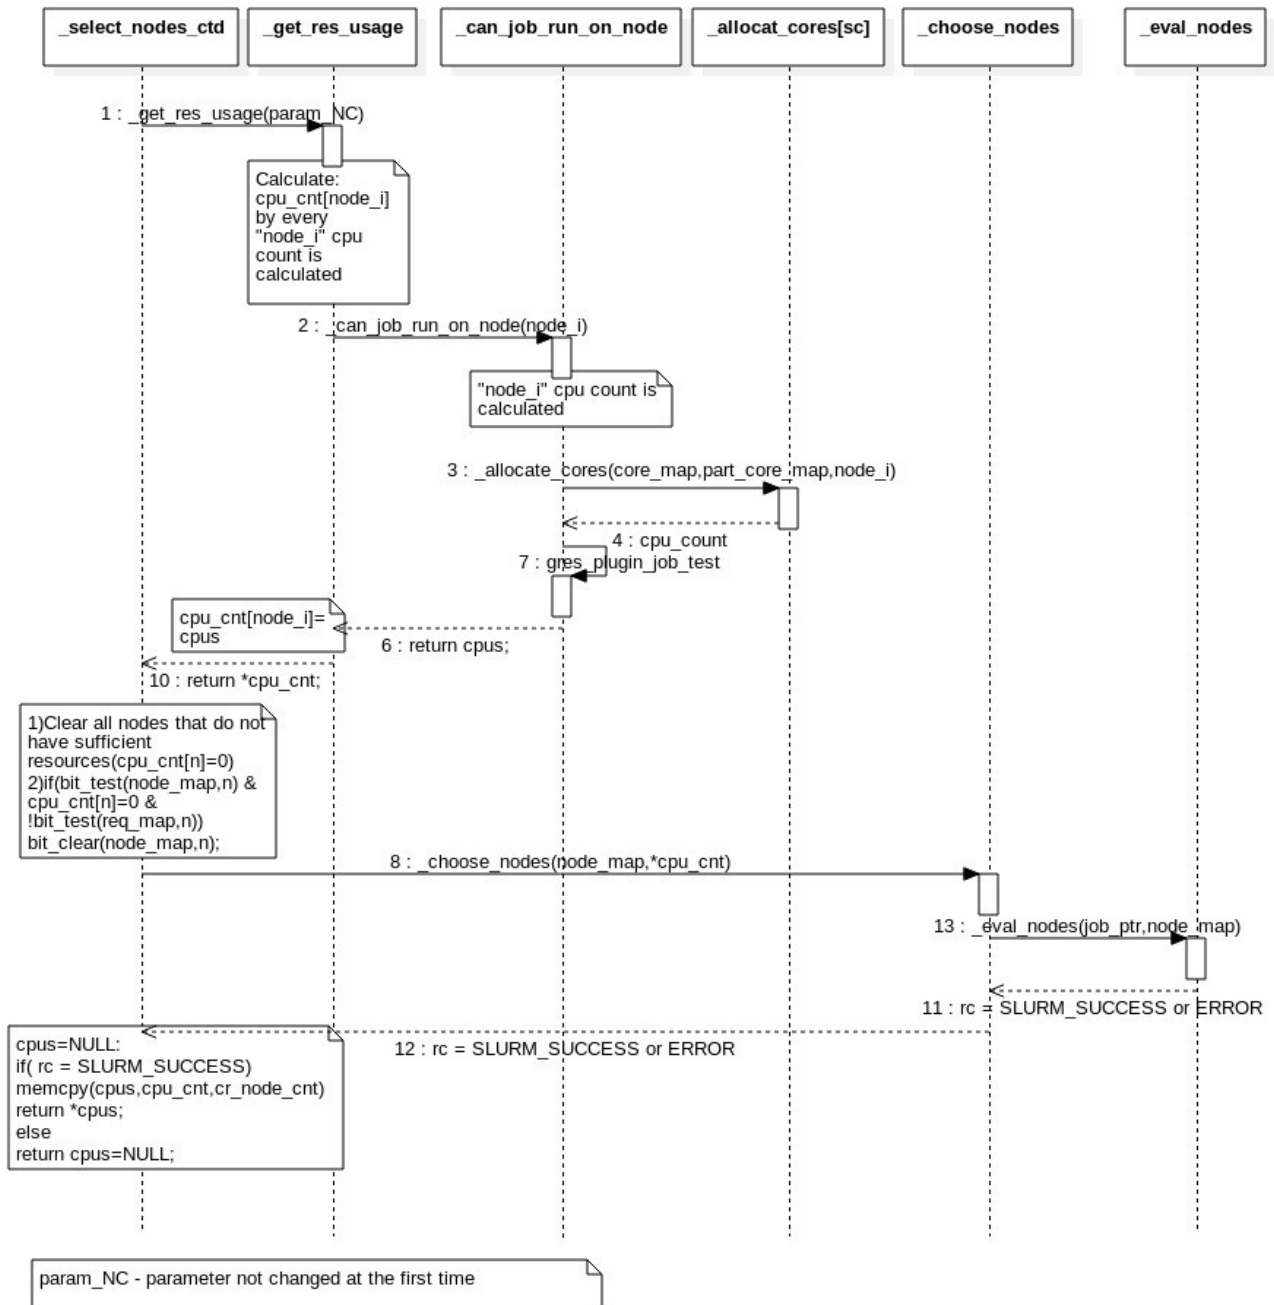 _select_nodes_ctd
_get_res_usage
_can_job_run_on_node
_allocat_cores[sc]
_choose_nodes
_eval_nodes
1 : _get_res_usage(param_NC)
Calculate:
cpu_cnt[node_i]
by every
"node_i" cpu
count is
calculated
2 : _can_job_run_on_node(node_i)
"node_i" cpu count is
calculated
3 : _allocate_cores(core_map,part_core_map,node_i)
4 : cpu_count
7 : gres_plugin_job_test
cpu_cnt[node_i]=
cpus
6 : return cpus;
10 : return *cpu_cnt;
1)Clear all nodes that do not
have sufficient
resources(cpu_cnt[n]=0)
2)if(bit_test(node_map,n) &
cpu_cnt[n]=0 &
!bit_test(req_map,n))
bit_clear(node_map,n);
8 : _choose_nodes(node_map,*cpu_cnt)
13 : _eval_nodes(job_ptr,node_map)
11 : rc = SLURM_SUCCESS or ERROR
12 : rc = SLURM_SUCCESS or ERROR
cpus=NULL:
if( rc = SLURM_SUCCESS)
memcpy(cpus,cpu_cnt,cr_node_cnt)
return *cpus;
else
return cpus=NULL;
param_NC - parameter not changed at the first time